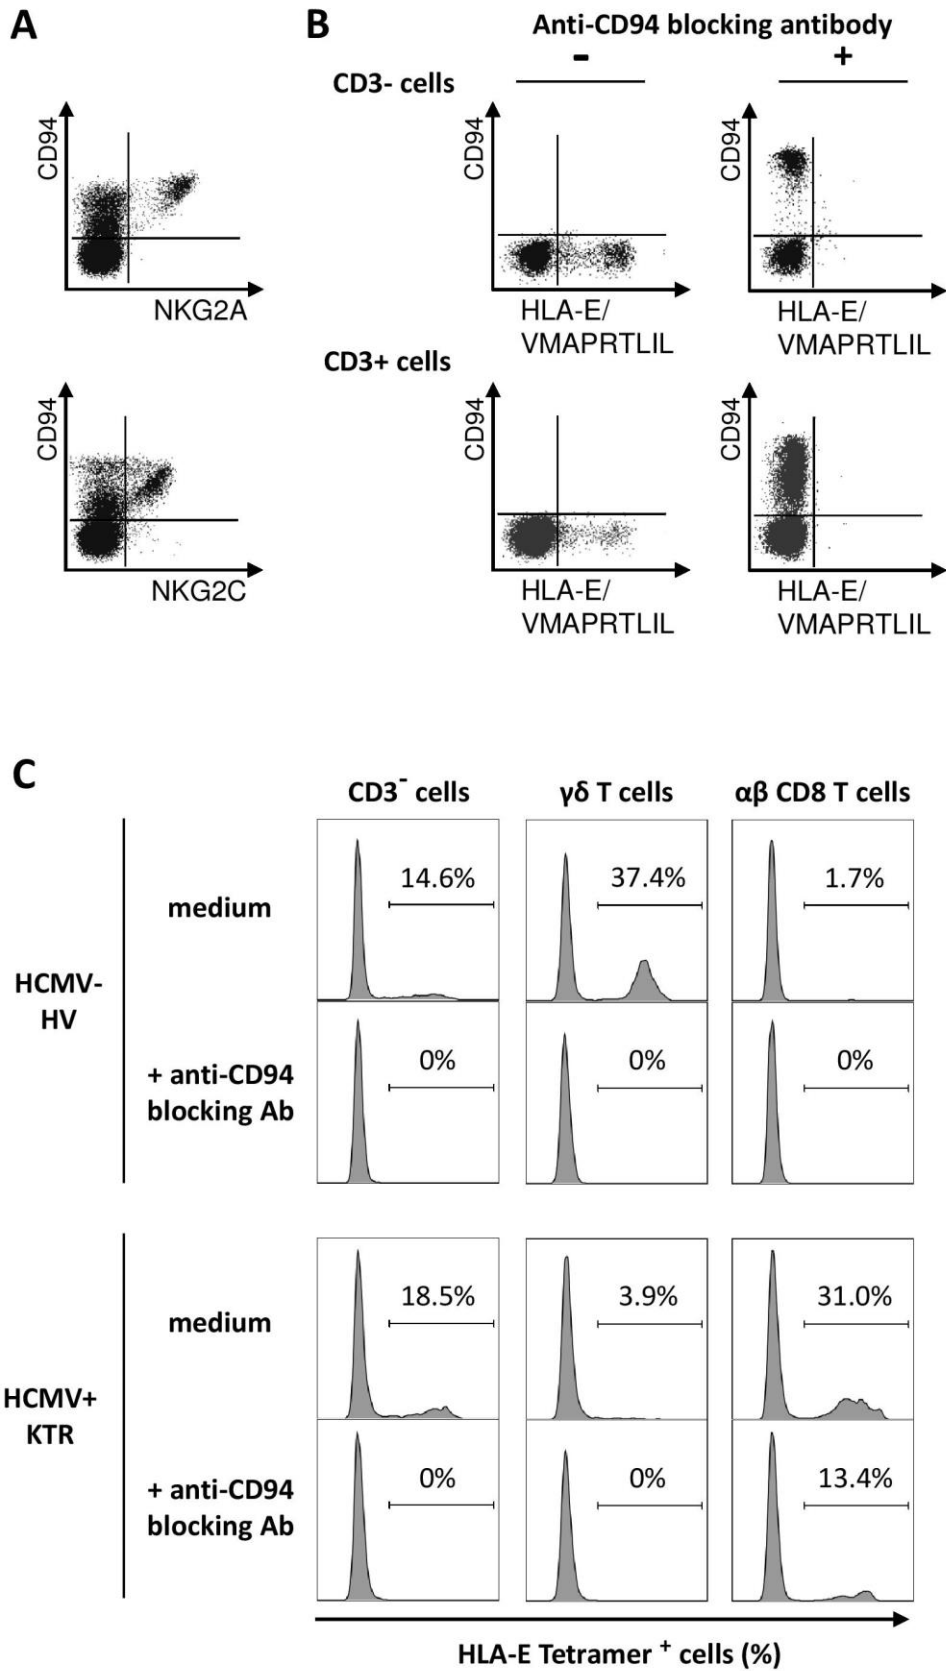 A
CD94
NKG2A
CD94
NKG2C
B
Anti-CD94 blocking antibody
- +
CD3- cells
CD94
HLA-E/
VMAPRTLIL
CD94
HLA-E/
VMAPRTLIL
CD3+ cells
CD94
HLA-E/
VMAPRTLIL
CD94
HLA-E/
VMAPRTLIL
C
CD3⁻ cells γδ T cells αβ CD8 T cells
HCMV-
HV
medium
14.6% 37.4% 1.7%
+ anti-CD94
blocking Ab
0% 0% 0%
HCMV+
KTR
medium
18.5% 3.9% 31.0%
+ anti-CD94
blocking Ab
0% 0% 13.4%
HLA-E Tetramer ⁺ cells (%)